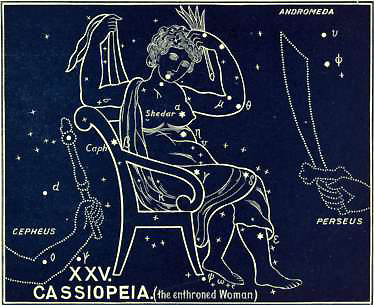 ANDROMEDA
υ
φ
σ
μ
θ
α
Shedar
η
υ
Caph
β
d
κ
δ
CEPHEUS
PERSEUS
ε
ο
γ
φ
ω
XXV.
CASSIOPEIA. (the enthroned Woman)